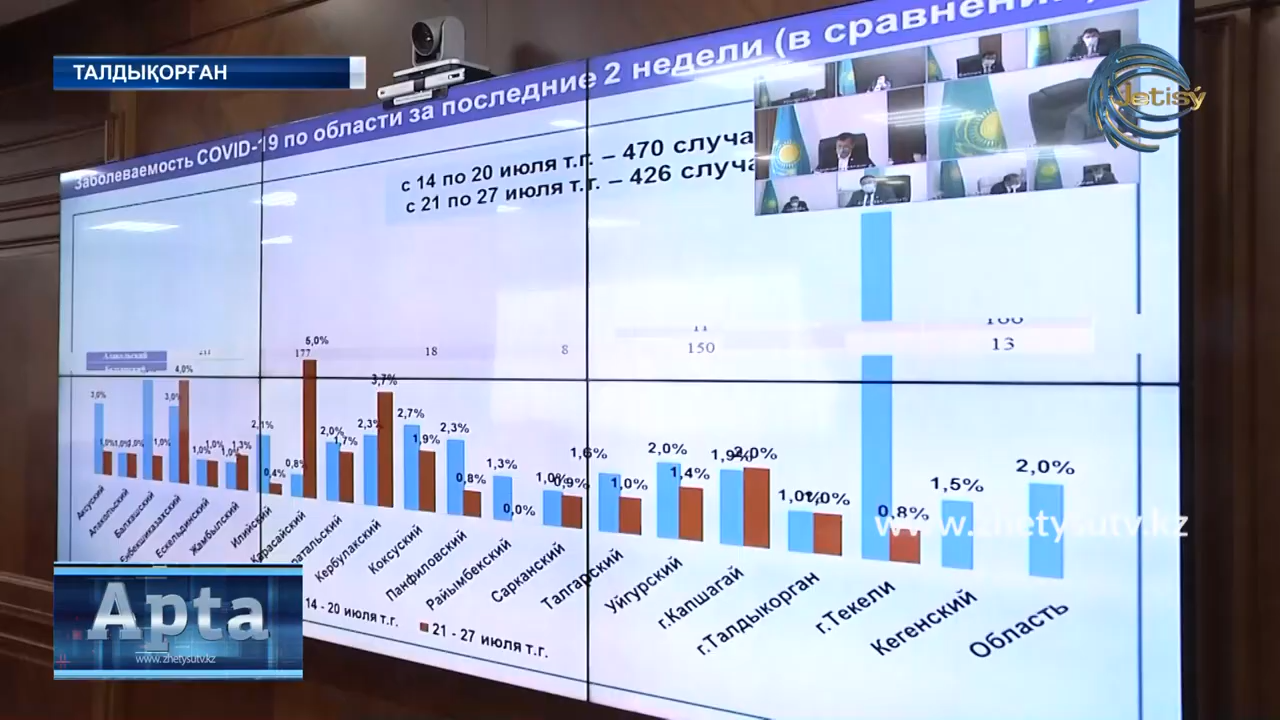 ТАЛДЫҚОРҒАН
Jetisý
Заболеваемость COVID-19 по области за последние 2 недели (в сравнении
с 14 по 20 июля т.г. – 470 случа
с 21 по 27 июля т.г. – 426 случа
11
166
177
18
8
150
13
Алакольский
5,0%
4,0%
3,0%
1,0%
1,0%
1,0%
1,0%
3,0%
1,0%
1,0%
1,0%
1,3%
2,1%
0,4%
0,8%
2,0%
1,7%
2,3%
3,7%
2,7%
1,9%
2,3%
0,8%
1,3%
0,0%
1,0%
0,9%
1,6%
1,0%
2,0%
1,4%
1,9%
2,0%
1,0%
1,0%
0,8%
1,5%
2,0%
Аксуский
Алакольский
Балхашский
Енбекшиказахский
Ескельдинский
Жамбылский
Илийский
Карасайский
ратальский
Кербулакский
Коксуский
Панфиловский
Райымбекский
Сарканский
Талгарский
Уйгурский
г.Капшагай
г.Талдыкорган
г.Текели
Кегенский
Область
14 - 20 июля т.г.
21 - 27 июля т.г.
www.zhetysutv.kz
Арта
www.zhetysutv.kz